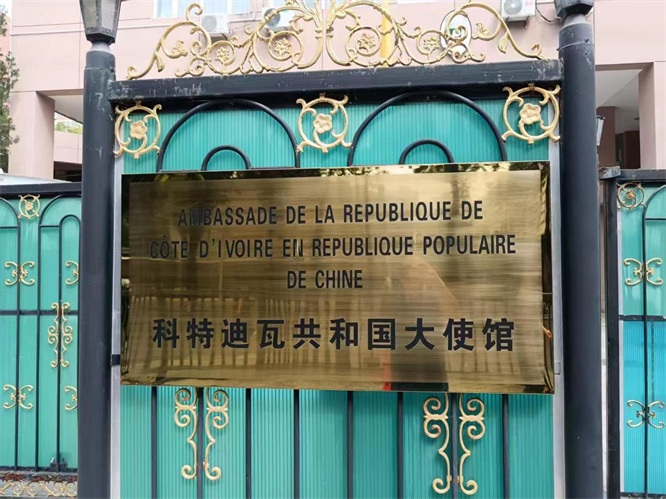 AMBASSADE DE LA REPUBLIQUE DE
CÔTE D'IVOIRE EN REPUBLIQUE POPULAIRE
DE CHINE
科特迪瓦共和国大使馆